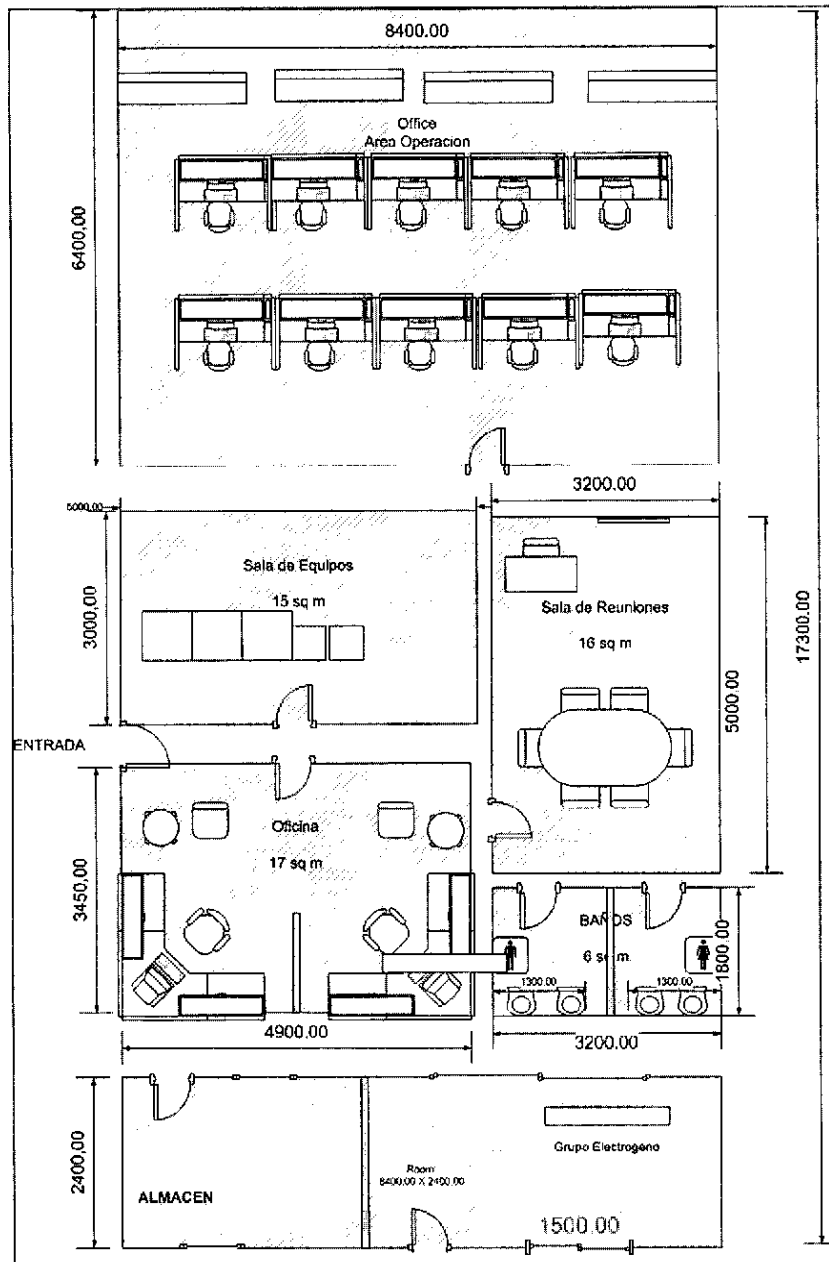 8400.00
Office
Area Operacion
6400.00
5000.00
3200.00
Sala de Equipos
15 sq m
3000,00
Sala de Reuniones
16 sq m
17300.00
5000.00
ENTRADA
Oficina
17 sq m
3450,00
BAÑOS
6 sq m
1800.00
1300.00
1300.00
4900.00
3200.00
2400,00
Grupo Electrogeno
Room
8400.00 X 2400.00
ALMACEN
1500.00